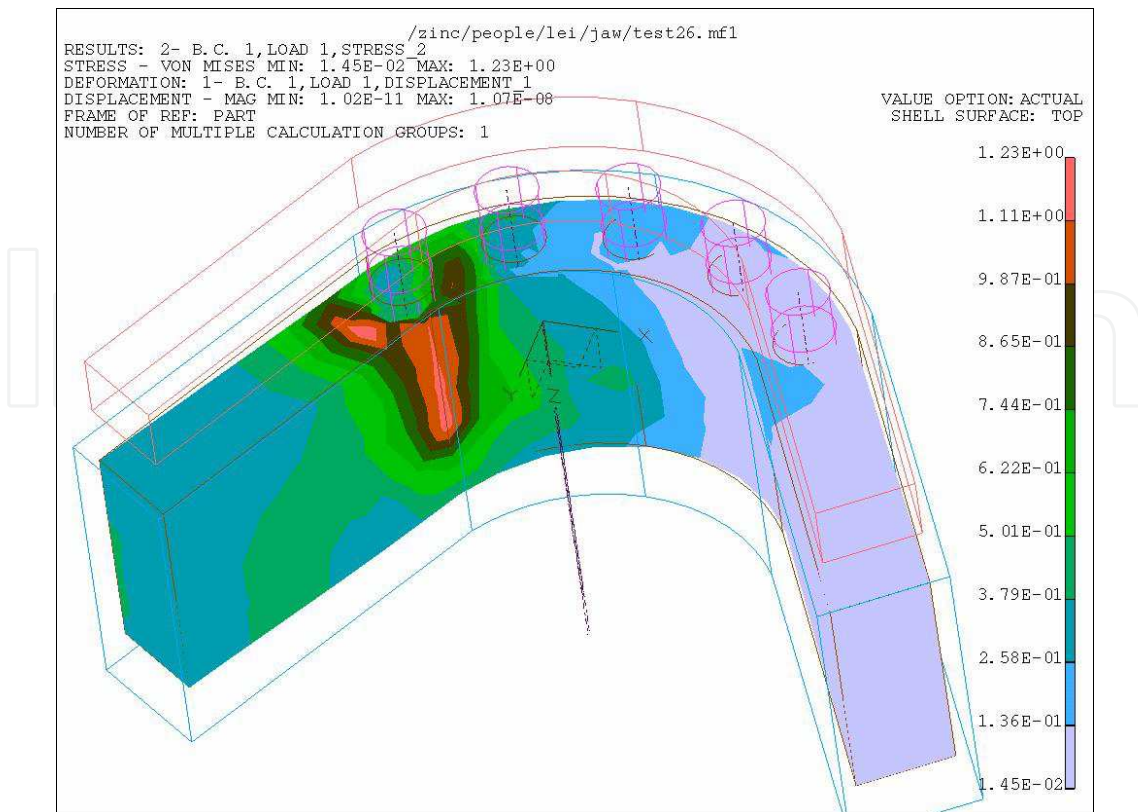 /zinc/people/lei/jaw/test26.mf1
RESULTS: 2- B.C. 1,LOAD 1,STRESS_2
STRESS - VON MISES MIN: 1.45E-02 MAX: 1.23E+00
DEFORMATION: 1- B.C. 1,LOAD 1,DISPLACEMENT_1
DISPLACEMENT - MAG MIN: 1.02E-11 MAX: 1.07E-08
FRAME OF REF: PART
NUMBER OF MULTIPLE CALCULATION GROUPS: 1
VALUE OPTION:ACTUAL
SHELL SURFACE: TOP
1.23E+00
1.11E+00
9.87E-01
8.65E-01
7.44E-01
6.22E-01
5.01E-01
3.79E-01
2.58E-01
1.36E-01
1.45E-02
X
Y
Z